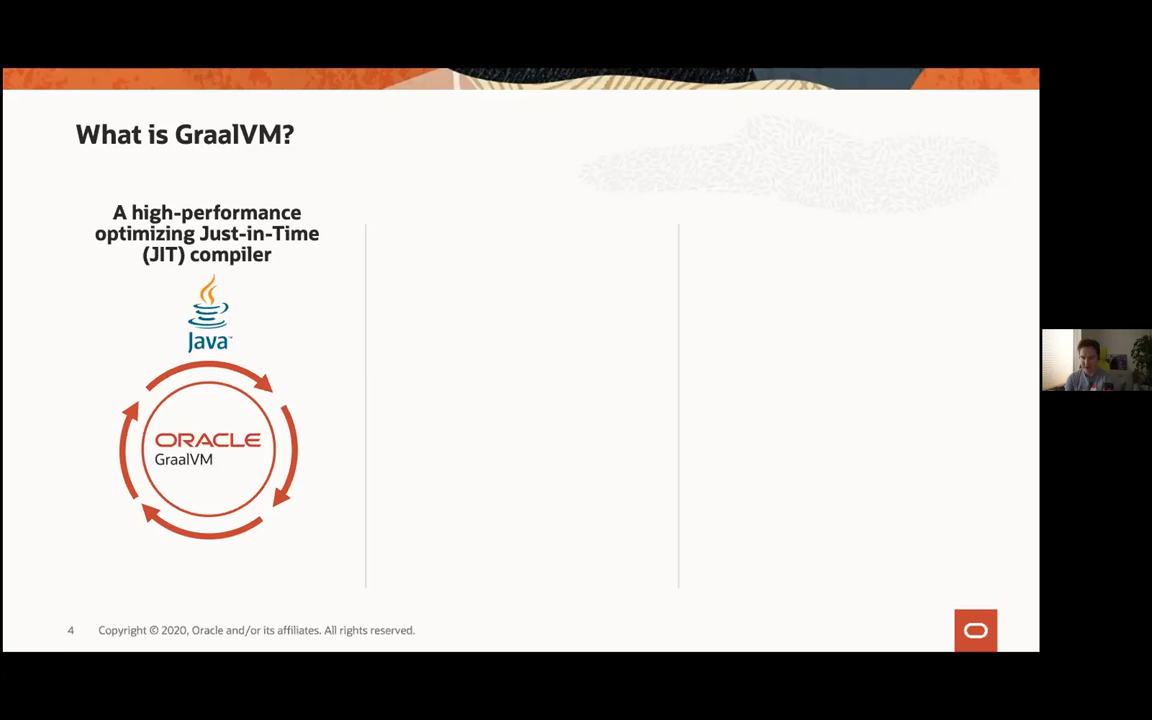 What is GraalVM?
A high-performance
optimizing Just-in-Time
(JIT) compiler
Java™
ORACLE
GraalVM
4 Copyright © 2020, Oracle and/or its affiliates. All rights reserved.